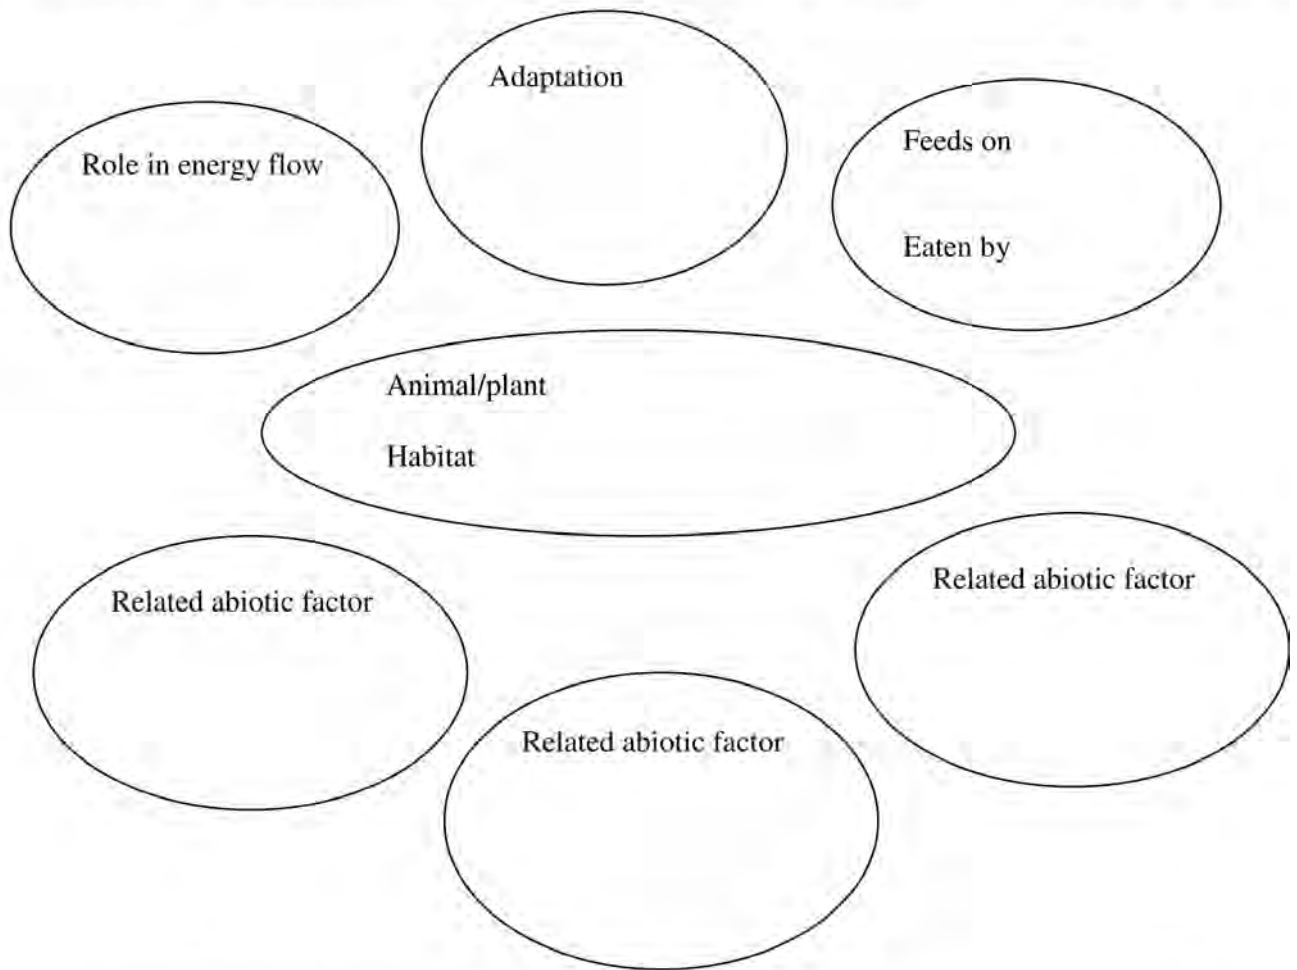 Adaptation
Role in energy flow
Feeds on
Eaten by
Animal/plant
Habitat
Related abiotic factor
Related abiotic factor
Related abiotic factor